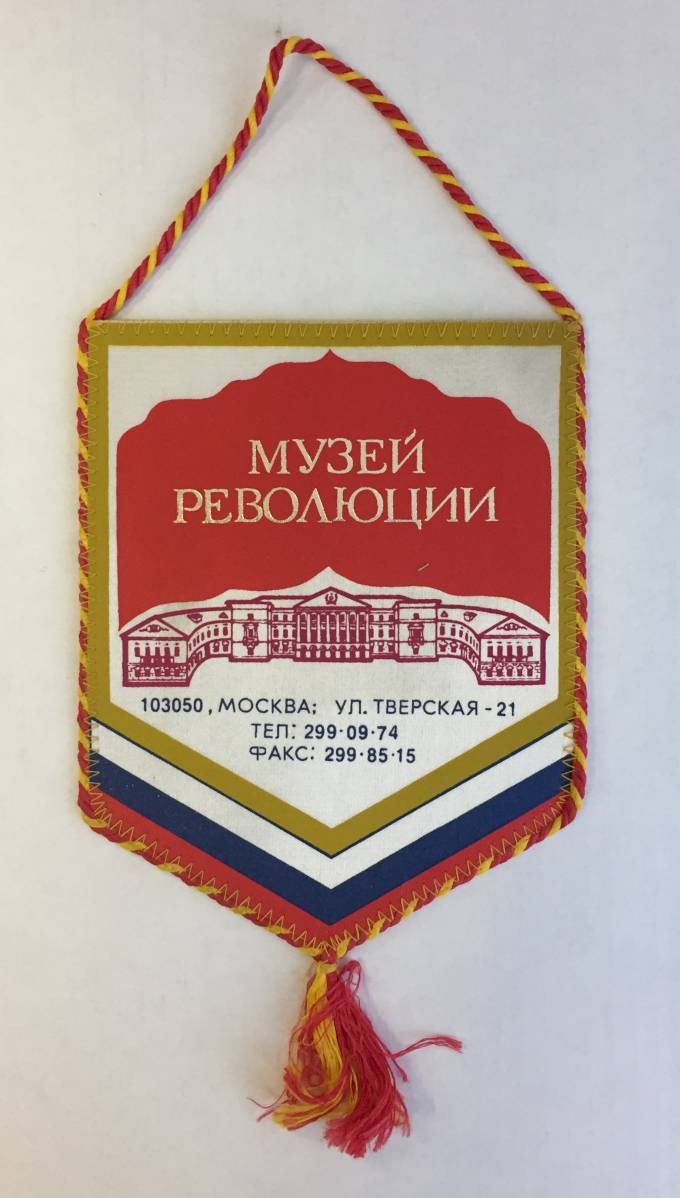 МУЗЕЙ
РЕВОЛЮЦИИ
103050, МОСКВА; УЛ. ТВЕРСКАЯ - 21
ТЕЛ: 299·09·74
ФАКС: 299·85·15